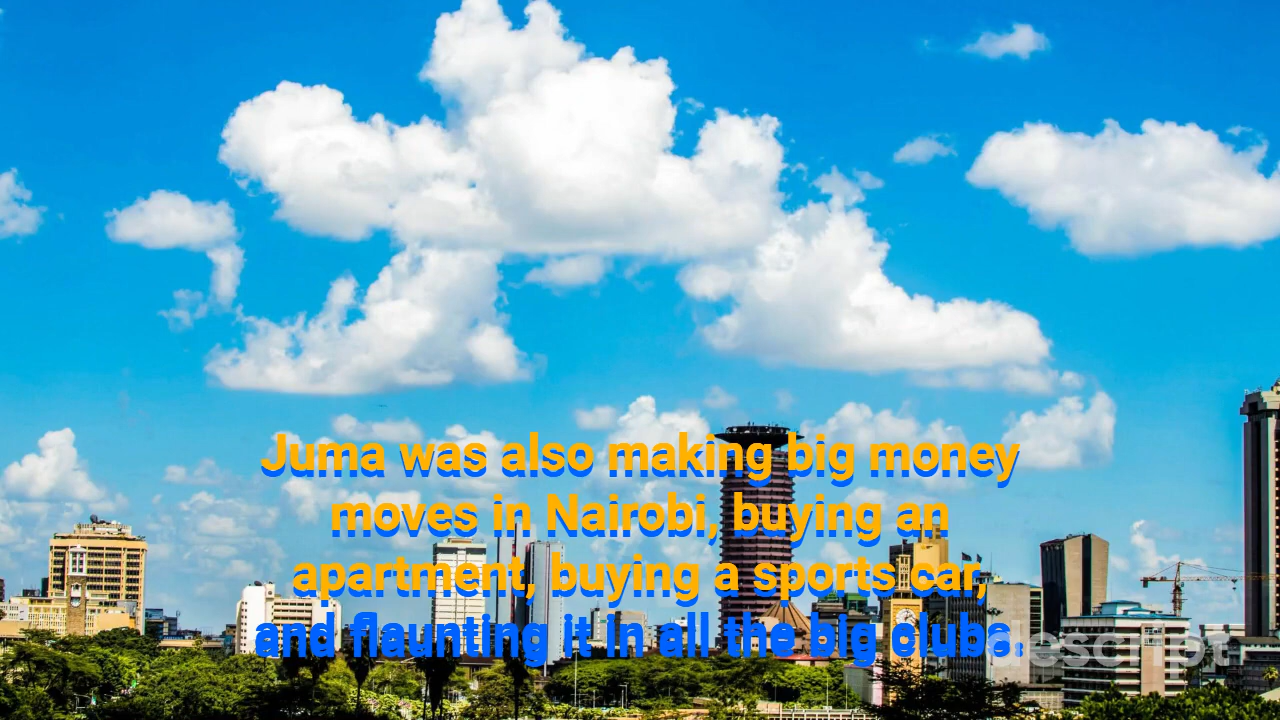 Juma was also making big money
moves in Nairobi, buying an
apartment, buying a sports car,
and flaunting it in all the big clubs.
descript